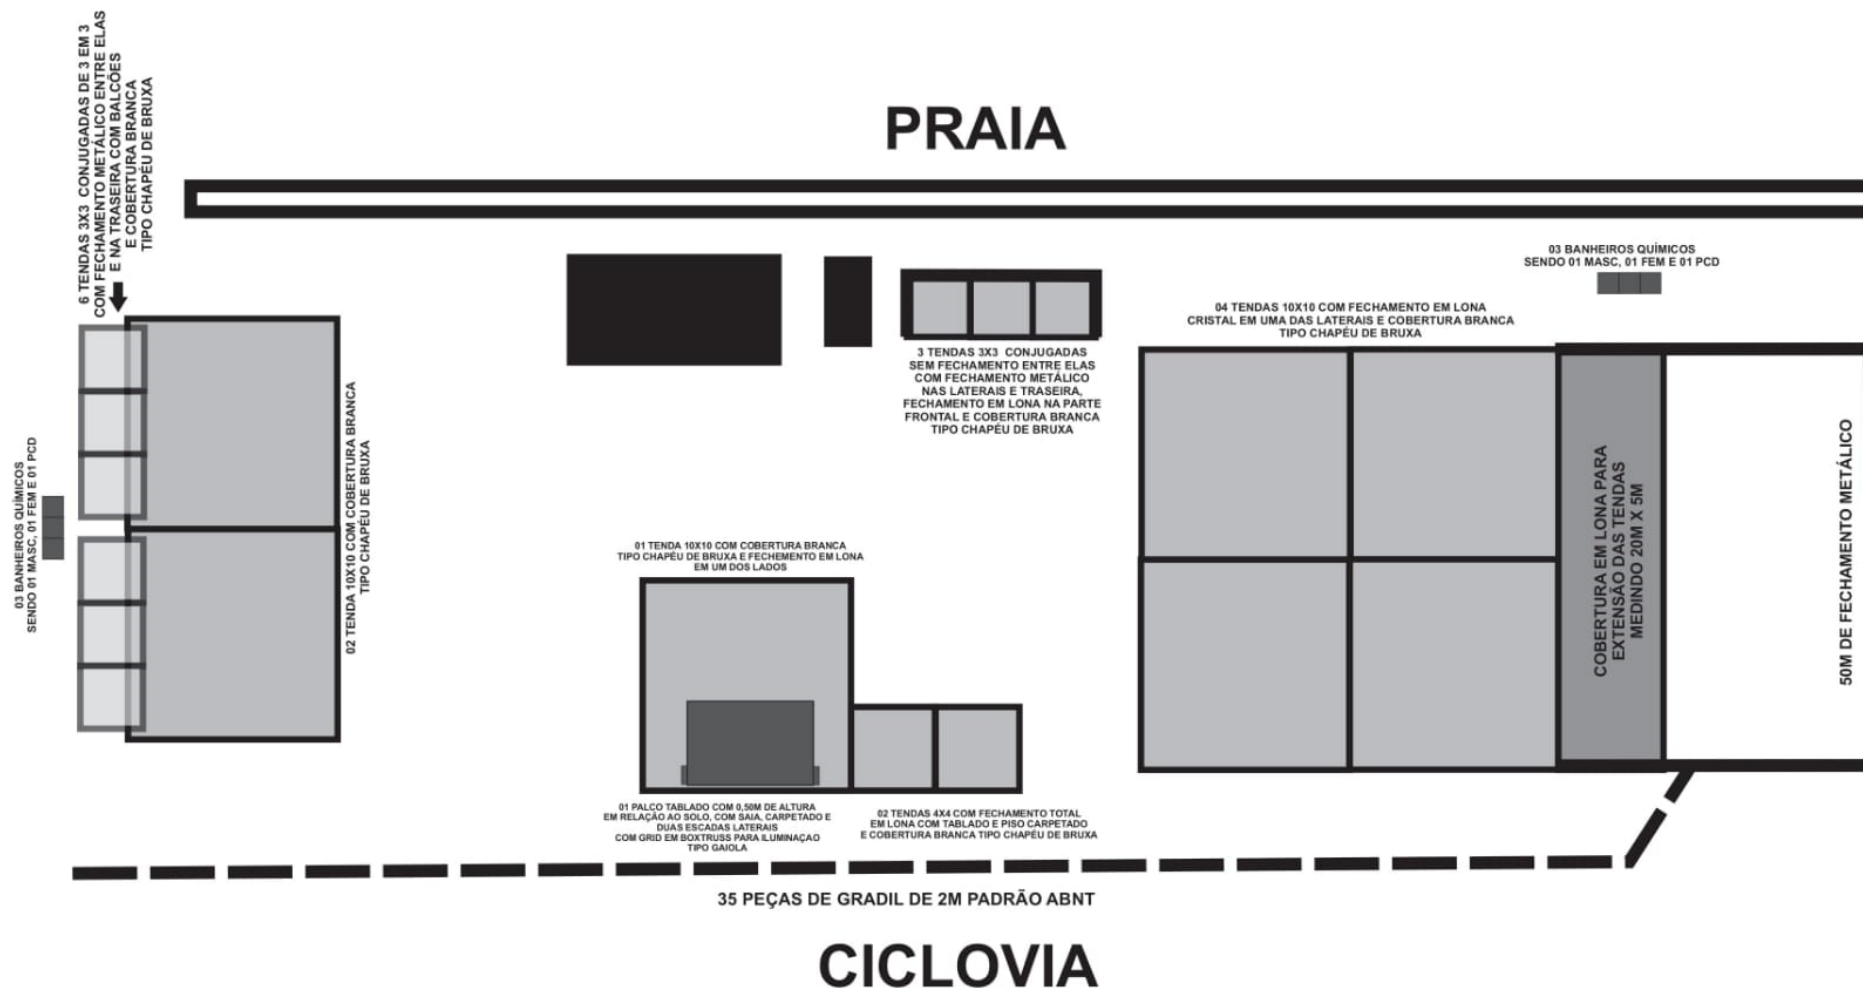 6 TENDAS 3X3  CONJUGADAS DE 3 EM 3
COM FECHAMENTO METÁLICO ENTRE ELAS
E NA TRASEIRA COM BALCÕES
E COBERTURA BRANCA
TIPO CHAPÉU DE BRUXA
PRAIA
03 BANHEIROS QUÍMICOS
SENDO 01 MASC, 01 FEM E 01 PCD
04 TENDAS 10X10 COM FECHAMENTO EM LONA
CRISTAL EM UMA DAS LATERAIS E COBERTURA BRANCA
TIPO CHAPÉU DE BRUXA
3 TENDAS 3X3  CONJUGADAS
SEM FECHAMENTO ENTRE ELAS
COM FECHAMENTO METÁLICO
NAS LATERAIS E TRASEIRA,
FECHAMENTO EM LONA NA PARTE
FRONTAL E COBERTURA BRANCA
TIPO CHAPÉU DE BRUXA
03 BANHEIROS QUÍMICOS
SENDO 01 MASC, 01 FEM E 01 PCD
02 TENDA 10X10 COM COBERTURA BRANCA
TIPO CHAPÉU DE BRUXA
COBERTURA EM LONA PARA
EXTENSÃO DAS TENDAS
MEDINDO 20M X 5M
50M DE FECHAMENTO METÁLICO
01 TENDA 10X10 COM COBERTURA BRANCA
TIPO CHAPÉU DE BRUXA E FECHEMENTO EM LONA
EM UM DOS LADOS
01 PALCO TABLADO COM 0,50M DE ALTURA
EM RELAÇÃO AO SOLO, COM SAIA, CARPETADO E
DUAS ESCADAS LATERAIS
COM GRID EM BOXTRUSS PARA ILUMINAÇAO
TIPO GAIOLA
02 TENDAS 4X4 COM FECHAMENTO TOTAL
EM LONA COM TABLADO E PISO CARPETADO
E COBERTURA BRANCA TIPO CHAPÉU DE BRUXA
35 PEÇAS DE GRADIL DE 2M PADRÃO ABNT
CICLOVIA